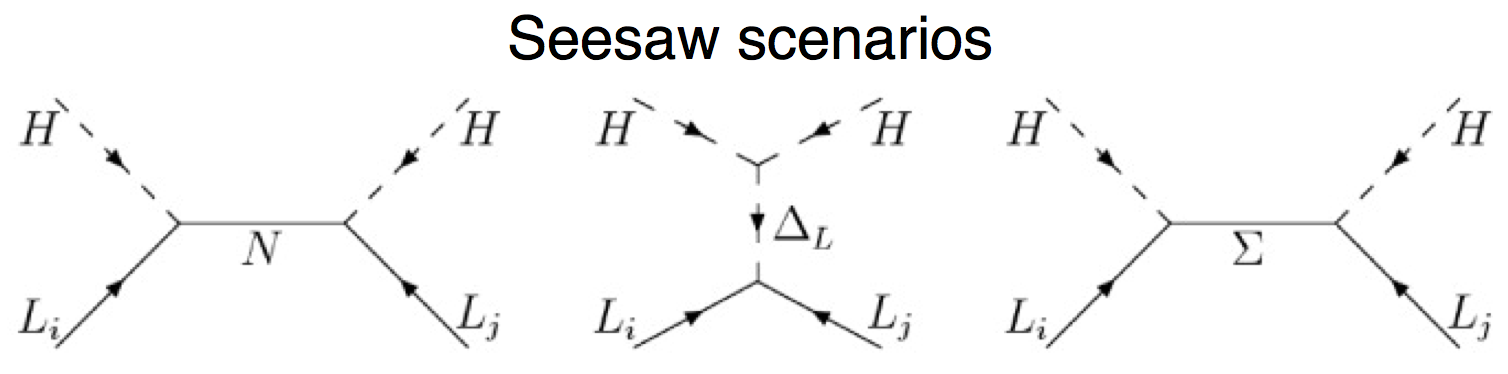 Seesaw scenarios
H H H H H H
N Δ_L Σ
L_i L_j L_i L_j L_i L_j